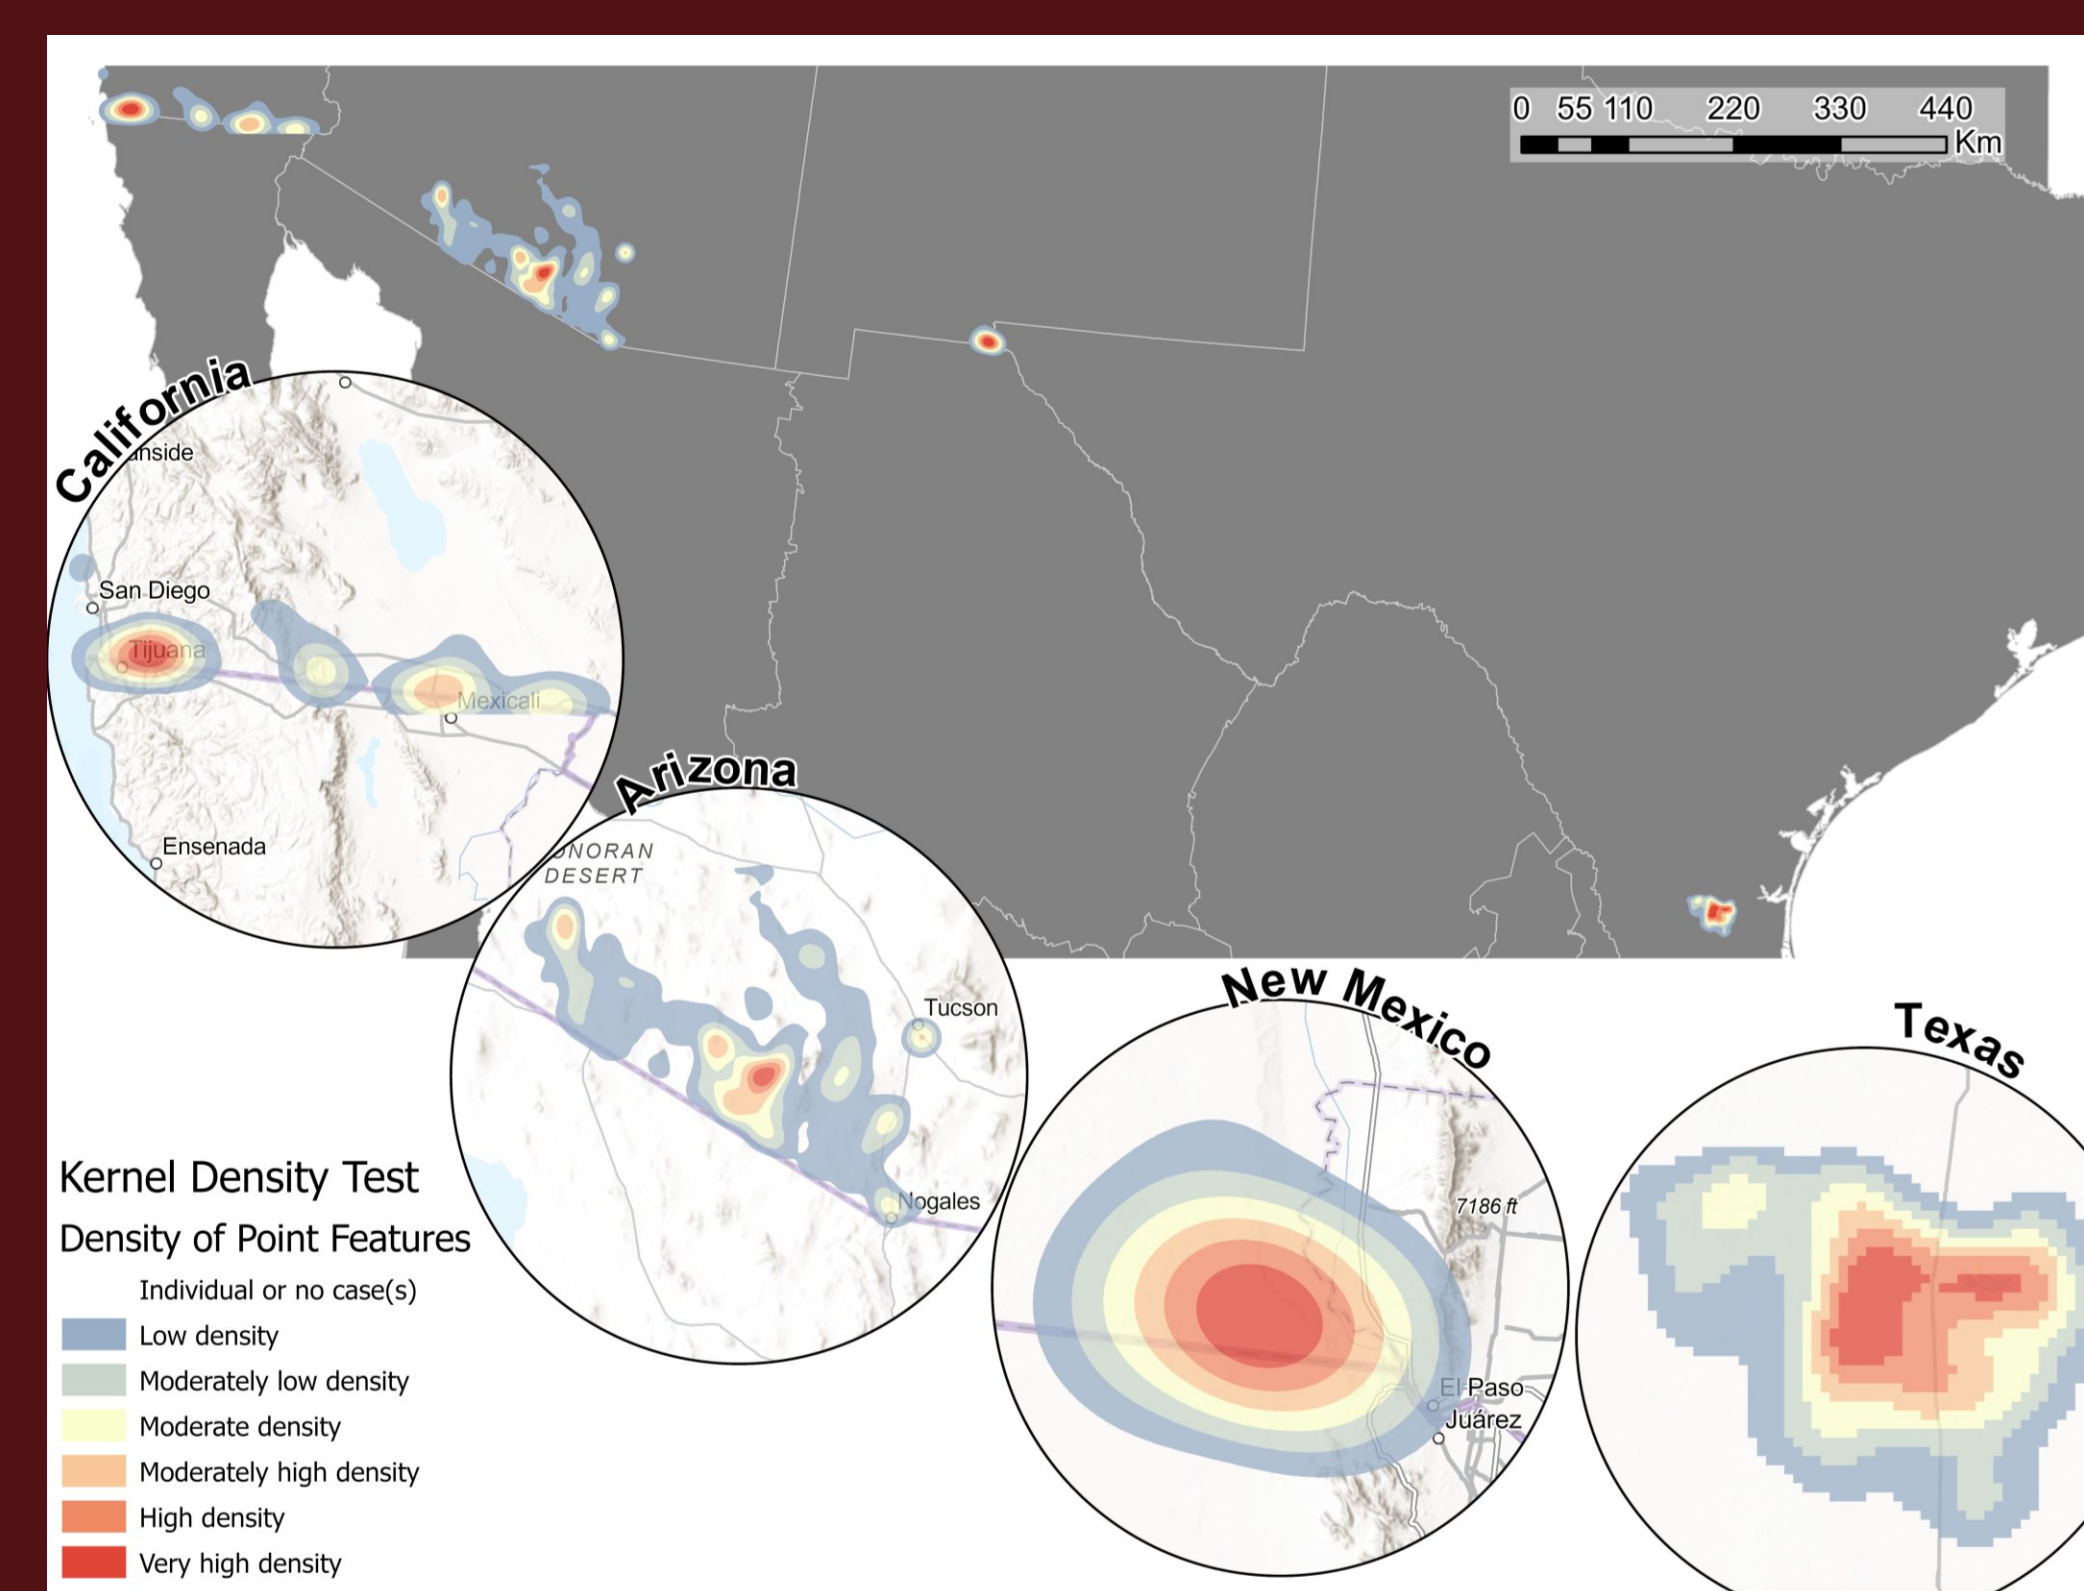 0 55 110 220 330 440
Km
California
anside
San Diego
Tijuana
Mexicali
Ensenada
Arizona
ONORAN
DESERT
Tucson
Nogales
New Mexico
7186 ft
El Paso
Juárez
Texas
Kernel Density Test
Density of Point Features
Individual or no case(s)
Low density
Moderately low density
Moderate density
Moderately high density
High density
Very high density